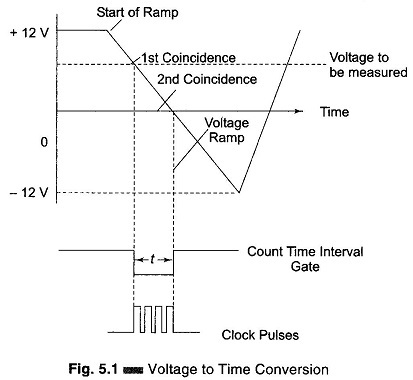 Start of Ramp
+ 12 V
1st Coincidence
Voltage to
be measured
2nd Coincidence
Time
Voltage
Ramp
0
– 12 V
t
Count Time Interval
Gate
Clock Pulses
Fig. 5.1 Voltage to Time Conversion